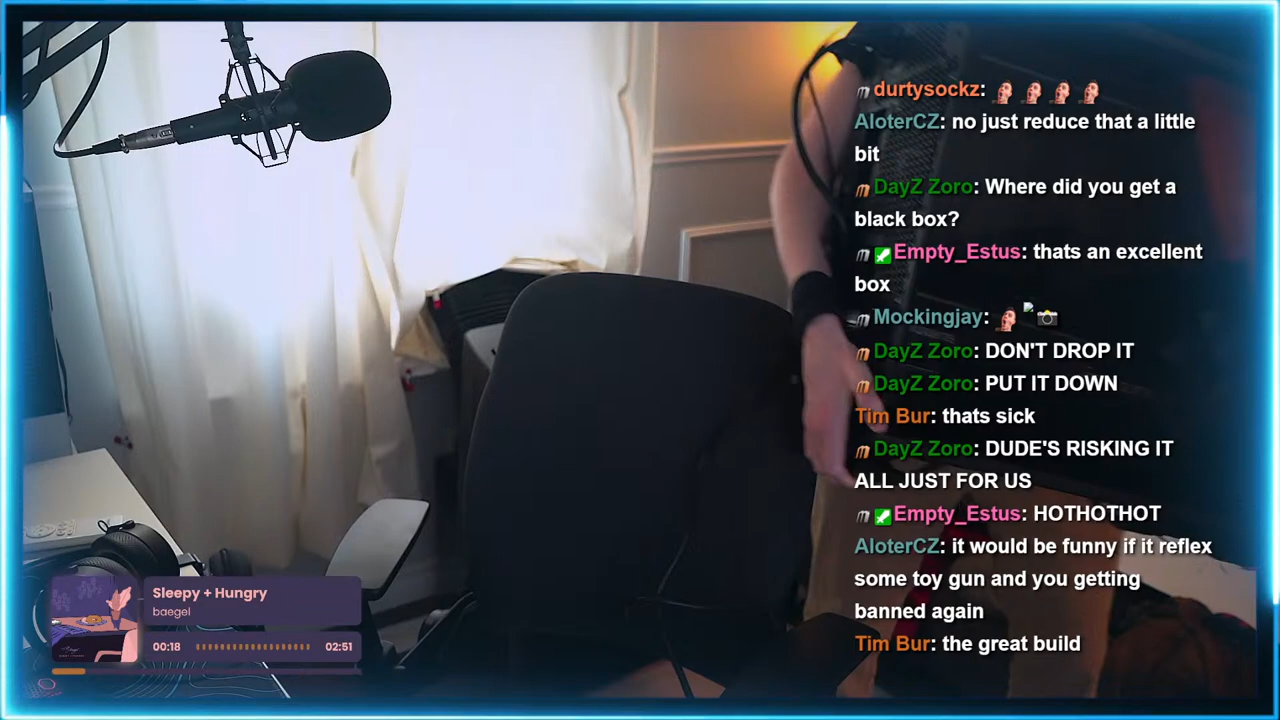 durtysockz:
AloterCZ: no just reduce that a little
bit
DayZ Zoro: Where did you get a
black box?
Empty_Estus: thats an excellent
box
Mockingjay:
DayZ Zoro: DON'T DROP IT
DayZ Zoro: PUT IT DOWN
Tim Bur: thats sick
DayZ Zoro: DUDE'S RISKING IT
ALL JUST FOR US
Empty_Estus: HOTHOTHOT
AloterCZ: it would be funny if it reflex
some toy gun and you getting
banned again
Tim Bur: the great build
Sleepy + Hungry
baegel
00:18
02:51